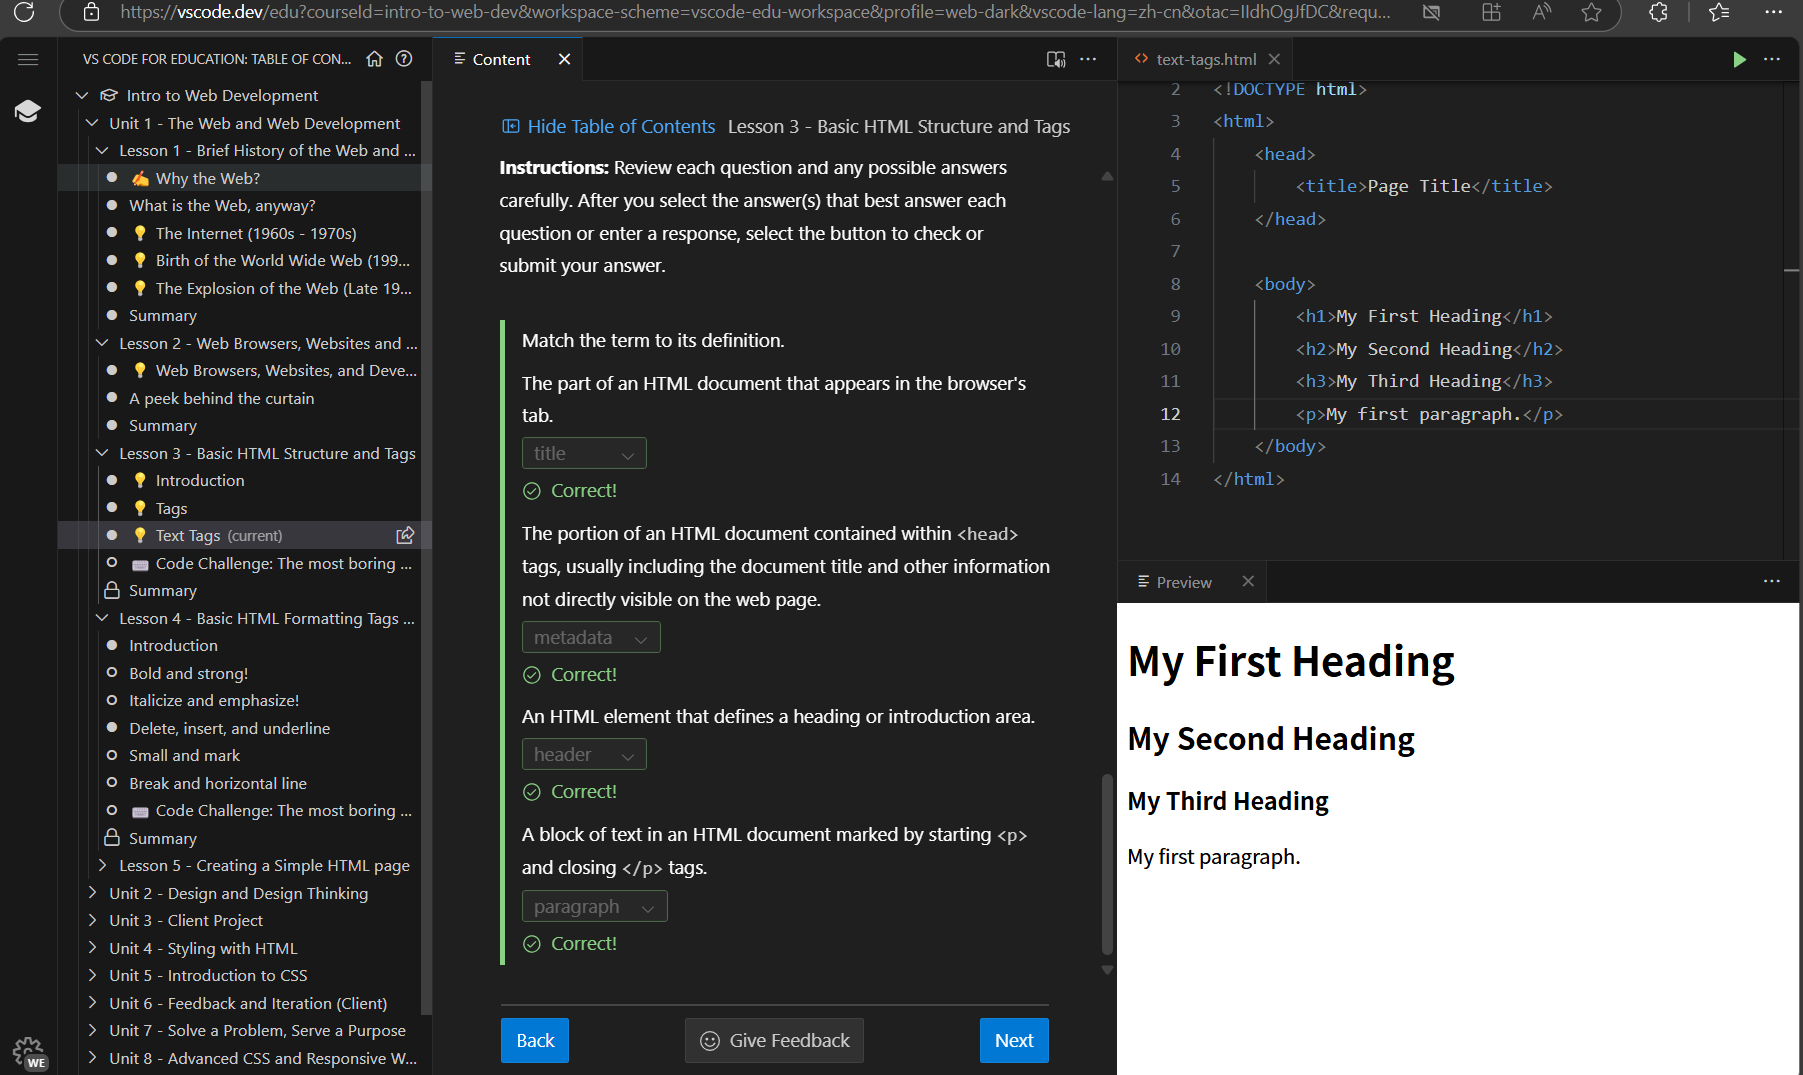 https://vscode.dev/edu?courseId=intro-to-web-dev&workspace-scheme=vscode-edu-workspace&profile=web-dark&vscode-lang=zh-cn&otac=IldhOgJfDC&requ...
VS CODE FOR EDUCATION: TABLE OF CON...
Intro to Web Development
Unit 1 - The Web and Web Development
Lesson 1 - Brief History of the Web and ...
✍ Why the Web?
What is the Web, anyway?
💡 The Internet (1960s - 1970s)
💡 Birth of the World Wide Web (199...
💡 The Explosion of the Web (Late 19...
Summary
Lesson 2 - Web Browsers, Websites and ...
💡 Web Browsers, Websites, and Deve...
A peek behind the curtain
Summary
Lesson 3 - Basic HTML Structure and Tags
💡 Introduction
💡 Tags
💡 Text Tags (current)
⌨ Code Challenge: The most boring ...
Summary
Lesson 4 - Basic HTML Formatting Tags ...
Introduction
Bold and strong!
Italicize and emphasize!
Delete, insert, and underline
Small and mark
Break and horizontal line
⌨ Code Challenge: The most boring ...
Summary
Lesson 5 - Creating a Simple HTML page
Unit 2 - Design and Design Thinking
Unit 3 - Client Project
Unit 4 - Styling with HTML
Unit 5 - Introduction to CSS
Unit 6 - Feedback and Iteration (Client)
Unit 7 - Solve a Problem, Serve a Purpose
Unit 8 - Advanced CSS and Responsive W...
WE
Content
Hide Table of Contents Lesson 3 - Basic HTML Structure and Tags
Instructions: Review each question and any possible answers
carefully. After you select the answer(s) that best answer each
question or enter a response, select the button to check or
submit your answer.
Match the term to its definition.
The part of an HTML document that appears in the browser's
tab.
title
Correct!
The portion of an HTML document contained within <head>
tags, usually including the document title and other information
not directly visible on the web page.
metadata
Correct!
An HTML element that defines a heading or introduction area.
header
Correct!
A block of text in an HTML document marked by starting <p>
and closing </p> tags.
paragraph
Correct!
Back
Give Feedback
Next
text-tags.html
2 <!DOCTYPE html>
3 <html>
4 <head>
5 <title>Page Title</title>
6 </head>
7
8 <body>
9 <h1>My First Heading</h1>
10 <h2>My Second Heading</h2>
11 <h3>My Third Heading</h3>
12 <p>My first paragraph.</p>
13 </body>
14 </html>
Preview
My First Heading
My Second Heading
My Third Heading
My first paragraph.